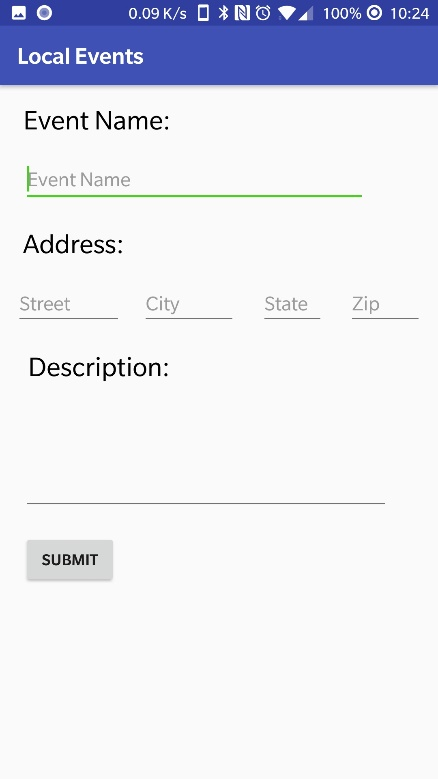 0.09 K/s 100% 10:24
Local Events
Event Name:
Event Name
Address:
Street City State Zip
Description:
SUBMIT